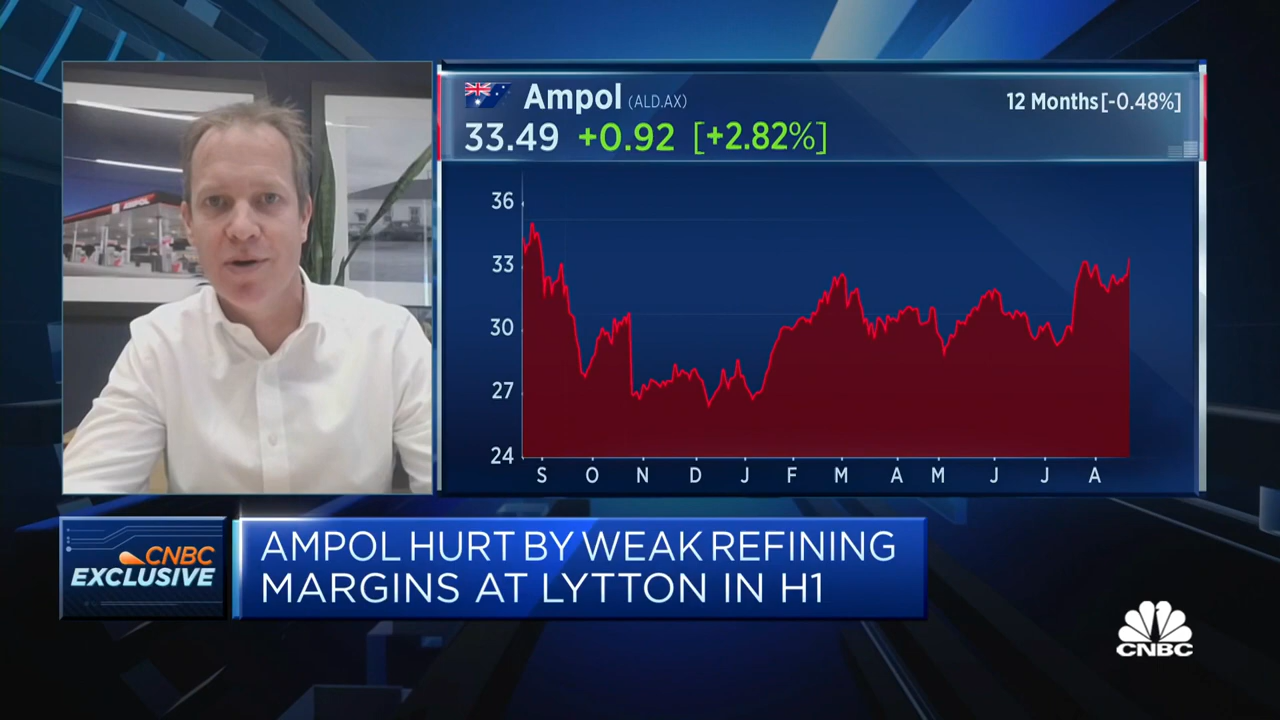 Ampol (ALD.AX)
12 Months [-0.48%]
33.49 +0.92 [+2.82%]
36
33
30
27
24
S O N D J F M A M J J A
CNBC
EXCLUSIVE
AMPOL HURT BY WEAK REFINING
MARGINS AT LYTTON IN H1
CNBC